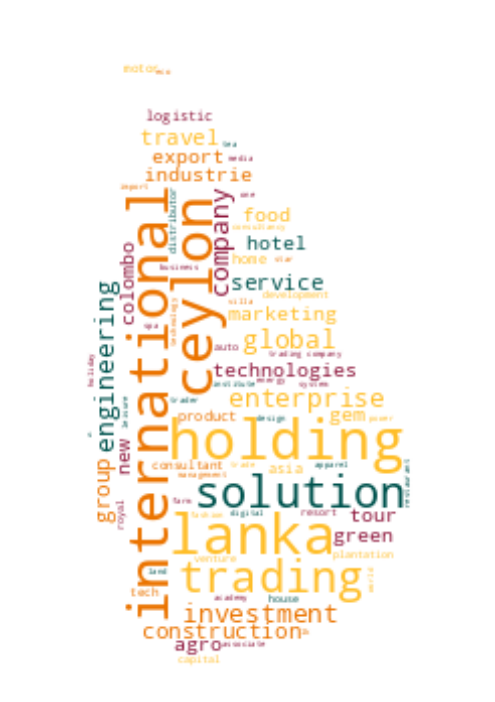 motor
eco
logistic
travel
tea
export
media
industrie
import
international
ceylon
distributor
company
one
food
consultancy
hotel
colombo
business
home
star
service
engineering
development
villa
marketing
technology
spa
global
auto
trading company
holiday
technologies
institute
energy
system
enterprise
leisure
trader
product
design
gem
power
holding
new
group
consultant
trade
asia
apparel
management
solution
restaurant
royal
farm
fashion
digital
resort
tour
lanka
green
venture
plantation
land
trading
tech
academy
house
investment
construction
agro
associate
capital